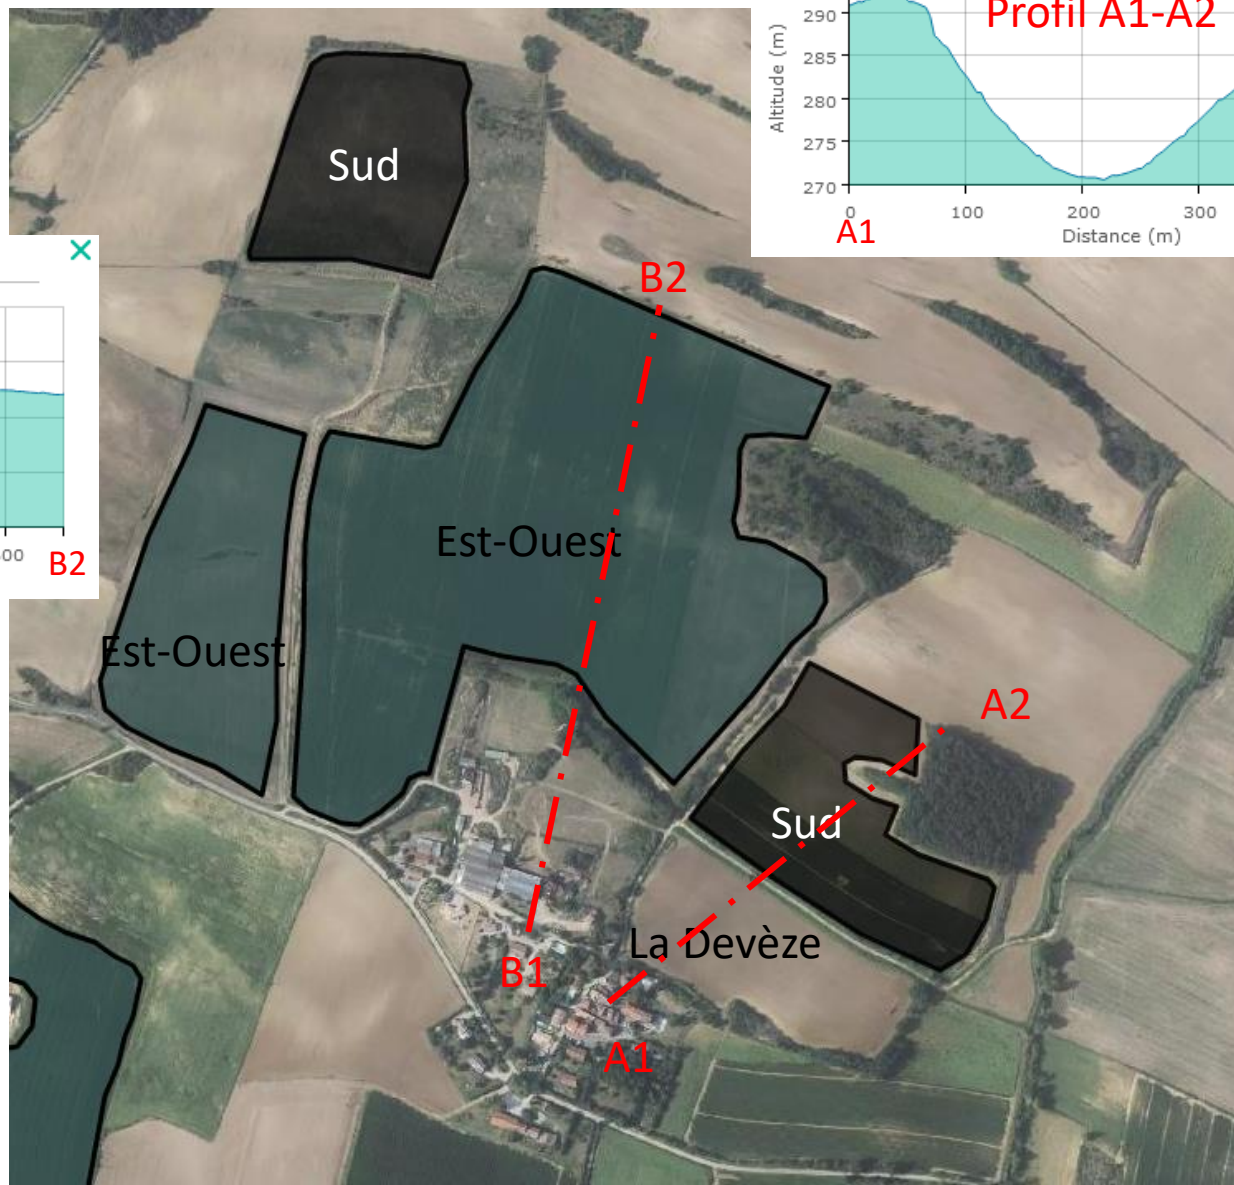 290
Profil A1-A2
285
280
275
270
Altitude (m)
0
100
200
300
A1
Distance (m)
Sud
B2
B2
Est-Ouest
Est-Ouest
A2
Sud
La Devèze
B1
A1